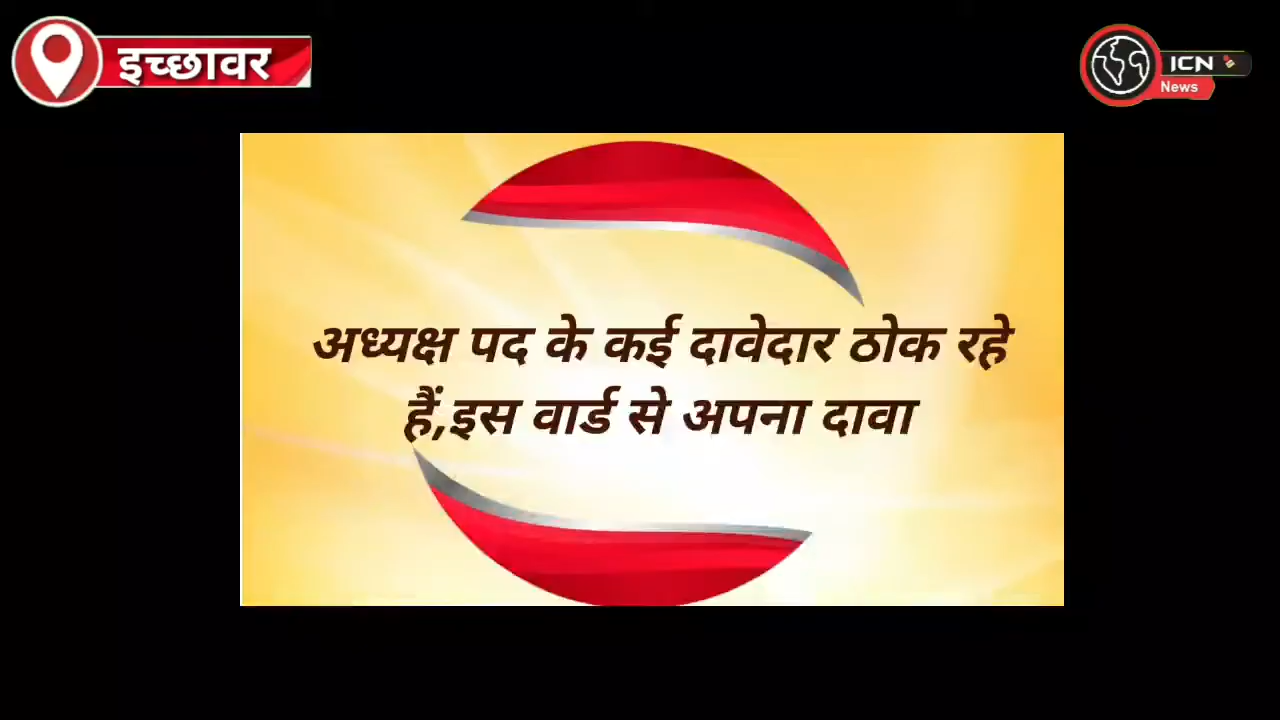 इच्छावर
ICN
News
अध्यक्ष पद के कई दावेदार ठोक रहे
हैं,इस वार्ड से अपना दावा